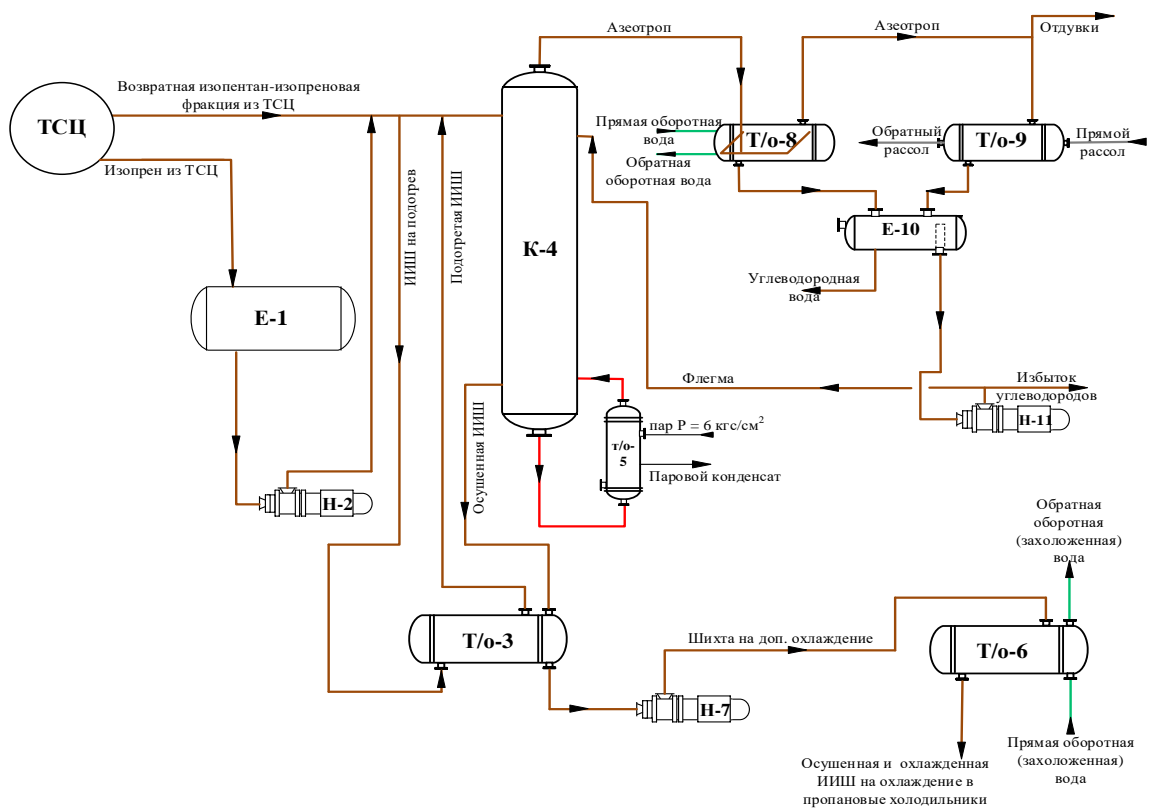 Азеотроп
Азеотроп
Отдувки
Возвратная изопентан-изопреновая
фракция из ТСЦ
ТСЦ
Изопрен из ТСЦ
Прямая оборотная
вода
Обратная
оборотная вода
Т/о-8
Обратный
рассол
Т/о-9
Прямой
рассол
ИИШ на подогрев
Подогретая ИИШ
К-4
Е-10
Углеводородная
вода
Е-1
Флегма
Избыток
углеводородов
Н-11
пар Р = 6 кгс/см²
т/о-
5
Паровой конденсат
Осушенная ИИШ
Н-2
Обратная
оборотная
(захоложенная)
вода
Т/о-3
Шихта на доп. охлаждение
Т/о-6
Н-7
Осушенная и охлажденная
ИИШ на охлаждение в
пропановые холодильники
Прямая оборотная
(захоложенная)
вода